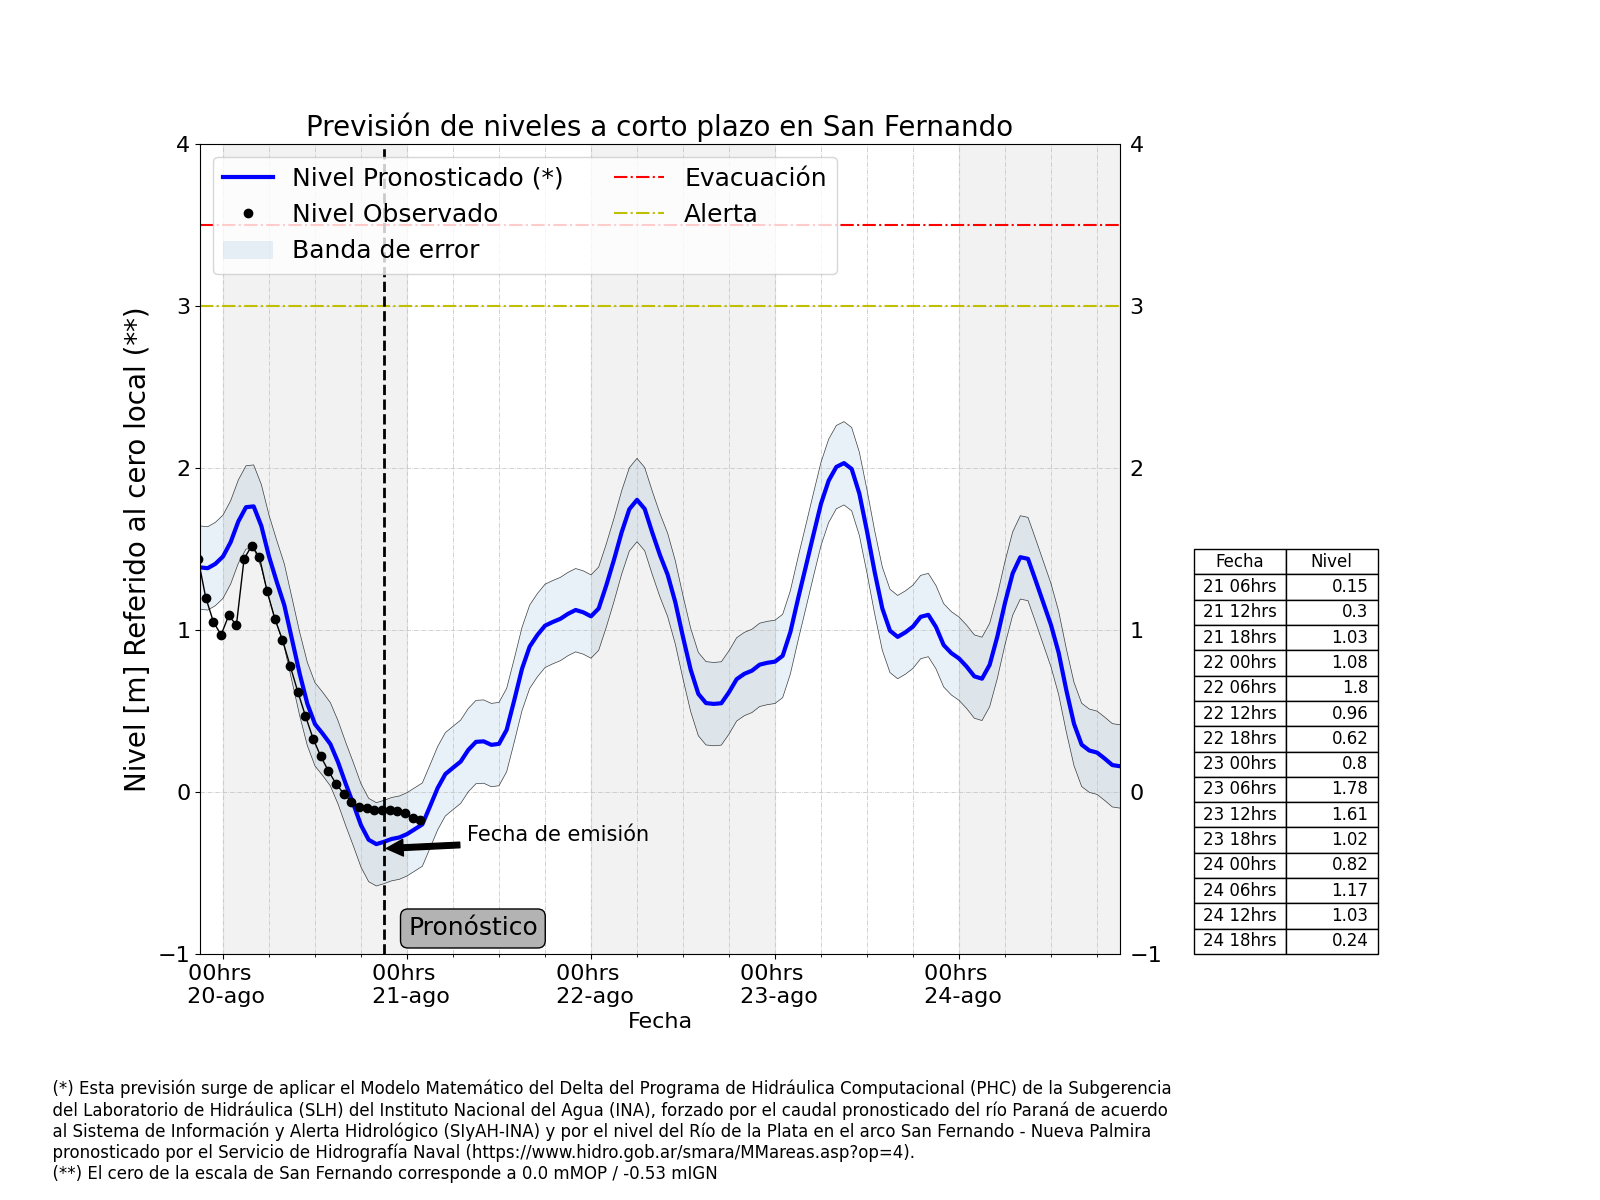 Previsión de niveles a corto plazo en San Fernando
4
4
Nivel Pronosticado (*)
Evacuación
Nivel Observado
Alerta
Banda de error
3
3
2
2
1
1
0
0
−1
−1
Nivel [m] Referido al cero local (**)
Fecha de emisión
Pronóstico
00hrs
20-ago
00hrs
21-ago
00hrs
22-ago
00hrs
23-ago
00hrs
24-ago
Fecha
Fecha Nivel
21 06hrs 0.15
21 12hrs 0.3
21 18hrs 1.03
22 00hrs 1.08
22 06hrs 1.8
22 12hrs 0.96
22 18hrs 0.62
23 00hrs 0.8
23 06hrs 1.78
23 12hrs 1.61
23 18hrs 1.02
24 00hrs 0.82
24 06hrs 1.17
24 12hrs 1.03
24 18hrs 0.24
(*) Esta previsión surge de aplicar el Modelo Matemático del Delta del Programa de Hidráulica Computacional (PHC) de la Subgerencia
del Laboratorio de Hidráulica (SLH) del Instituto Nacional del Agua (INA), forzado por el caudal pronosticado del río Paraná de acuerdo
al Sistema de Información y Alerta Hidrológico (SIyAH-INA) y por el nivel del Río de la Plata en el arco San Fernando - Nueva Palmira
pronosticado por el Servicio de Hidrografía Naval (https://www.hidro.gob.ar/smara/MMareas.asp?op=4).
(**) El cero de la escala de San Fernando corresponde a 0.0 mMOP / -0.53 mIGN